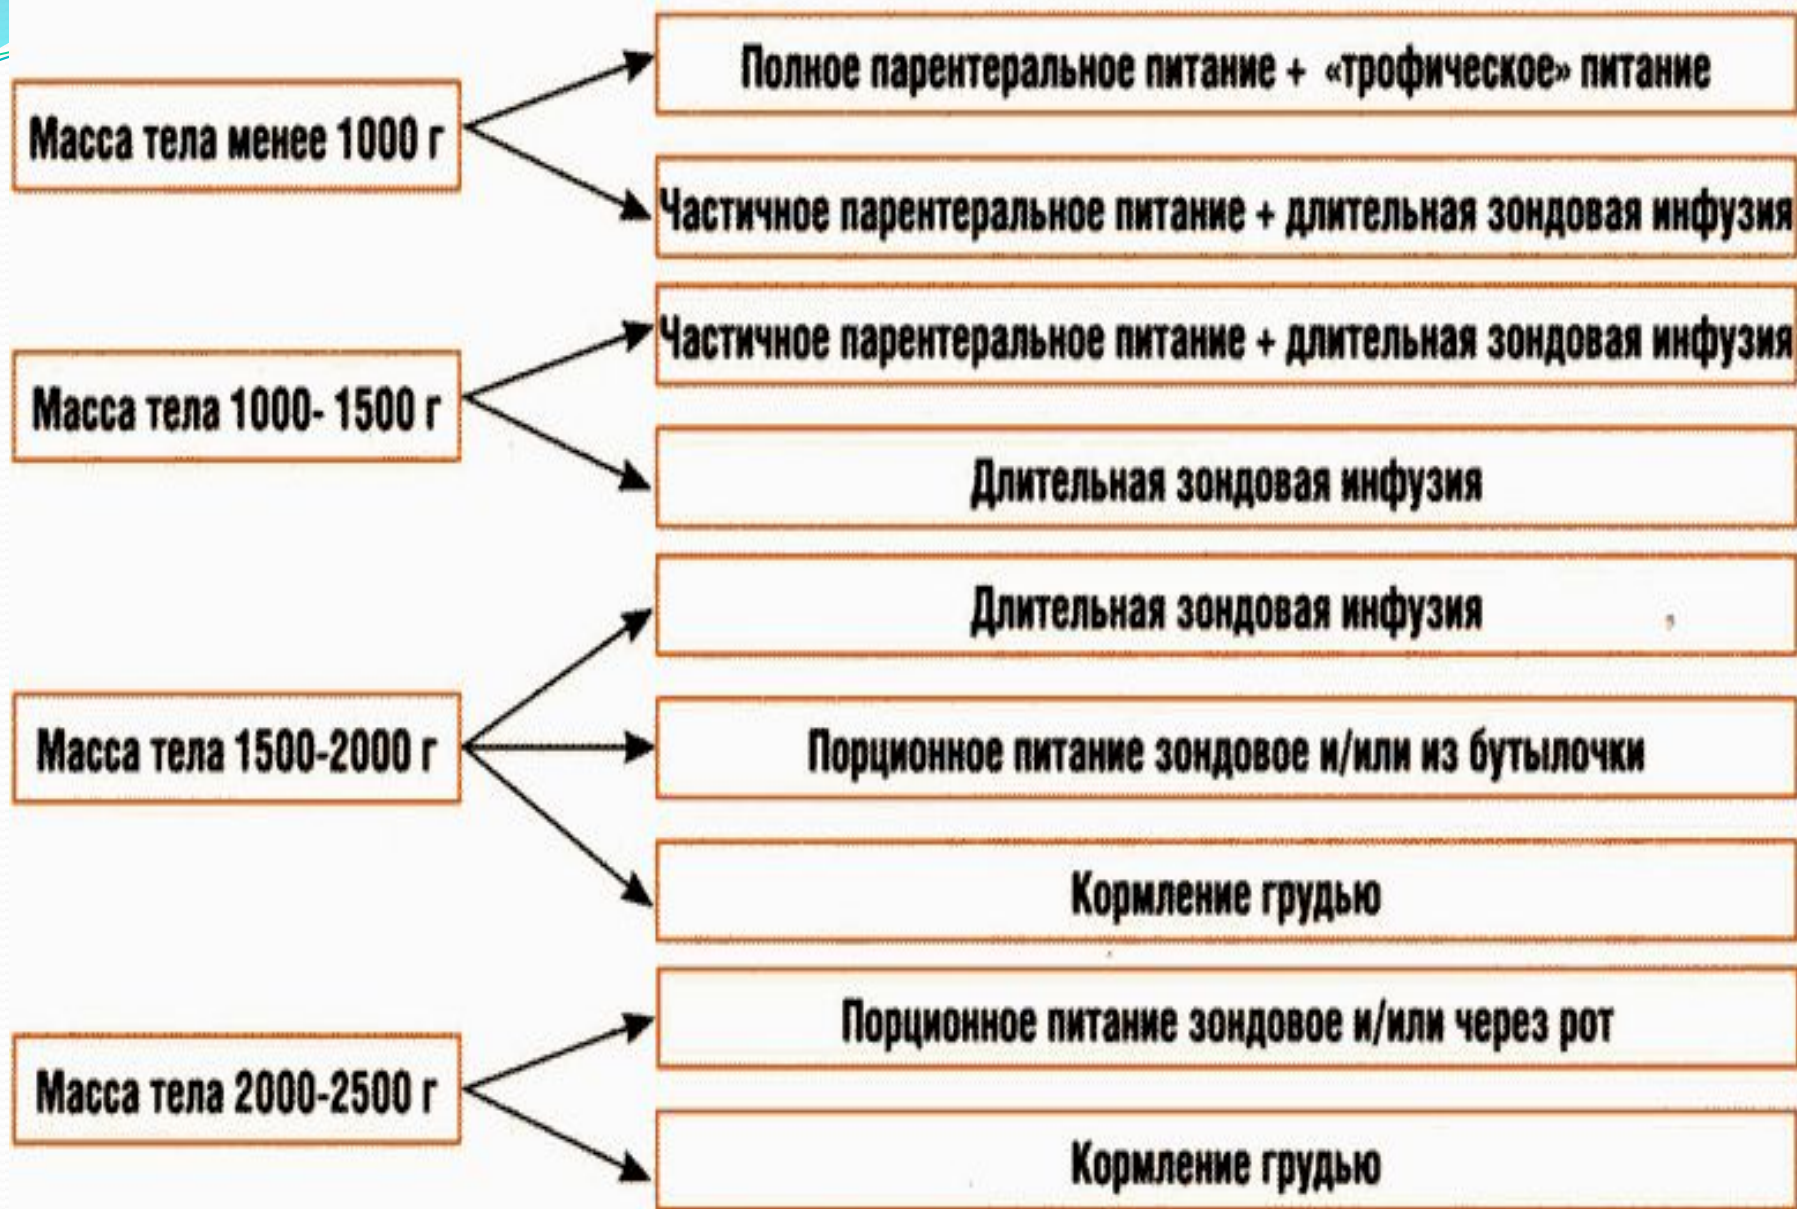 Масса тела менее 1000 г
Полное парентеральное питание + «трофическое» питание
Частичное парентеральное питание + длительная зондовая инфузия
Масса тела 1000- 1500 г
Частичное парентеральное питание + длительная зондовая инфузия
Длительная зондовая инфузия
Масса тела 1500-2000 г
Длительная зондовая инфузия
Порционное питание зондовое и/или из бутылочки
Кормление грудью
Масса тела 2000-2500 г
Порционное питание зондовое и/или через рот
Кормление грудью